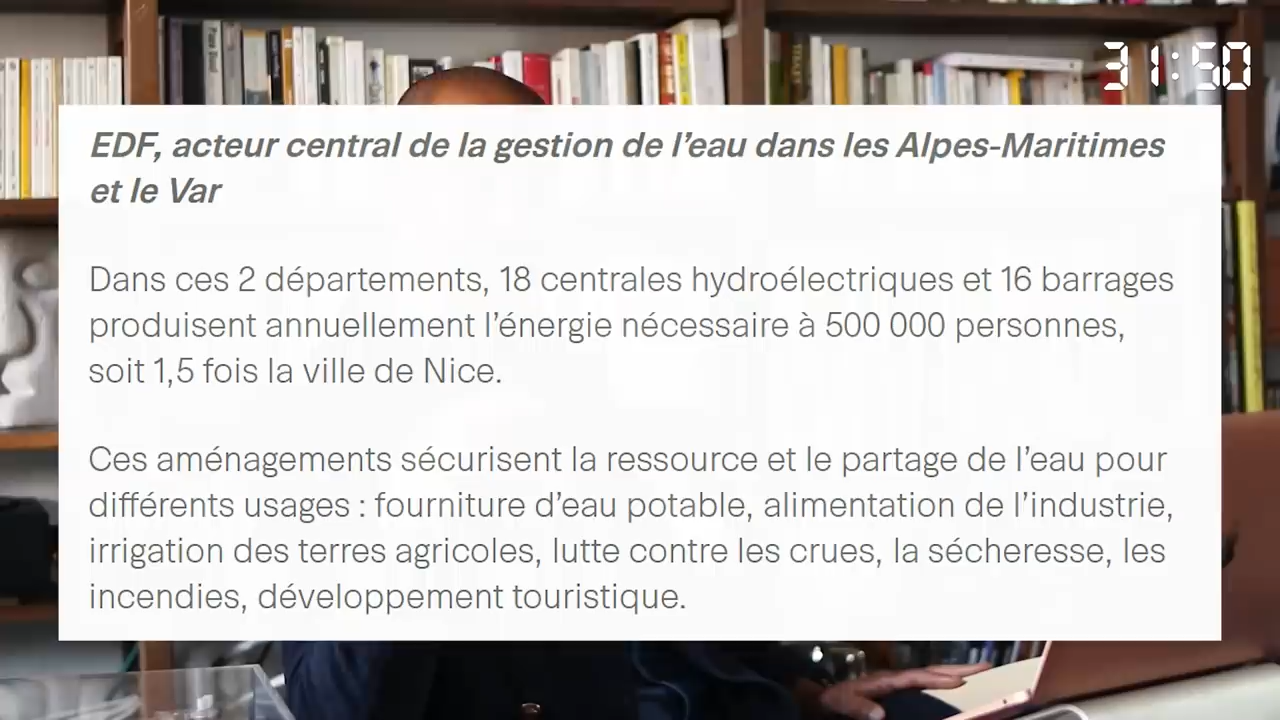 31:50
EDF, acteur central de la gestion de l’eau dans les Alpes-Maritimes
et le Var
Dans ces 2 départements, 18 centrales hydroélectriques et 16 barrages
produisent annuellement l’énergie nécessaire à 500 000 personnes,
soit 1,5 fois la ville de Nice.
Ces aménagements sécurisent la ressource et le partage de l’eau pour
différents usages : fourniture d’eau potable, alimentation de l’industrie,
irrigation des terres agricoles, lutte contre les crues, la sécheresse, les
incendies, développement touristique.